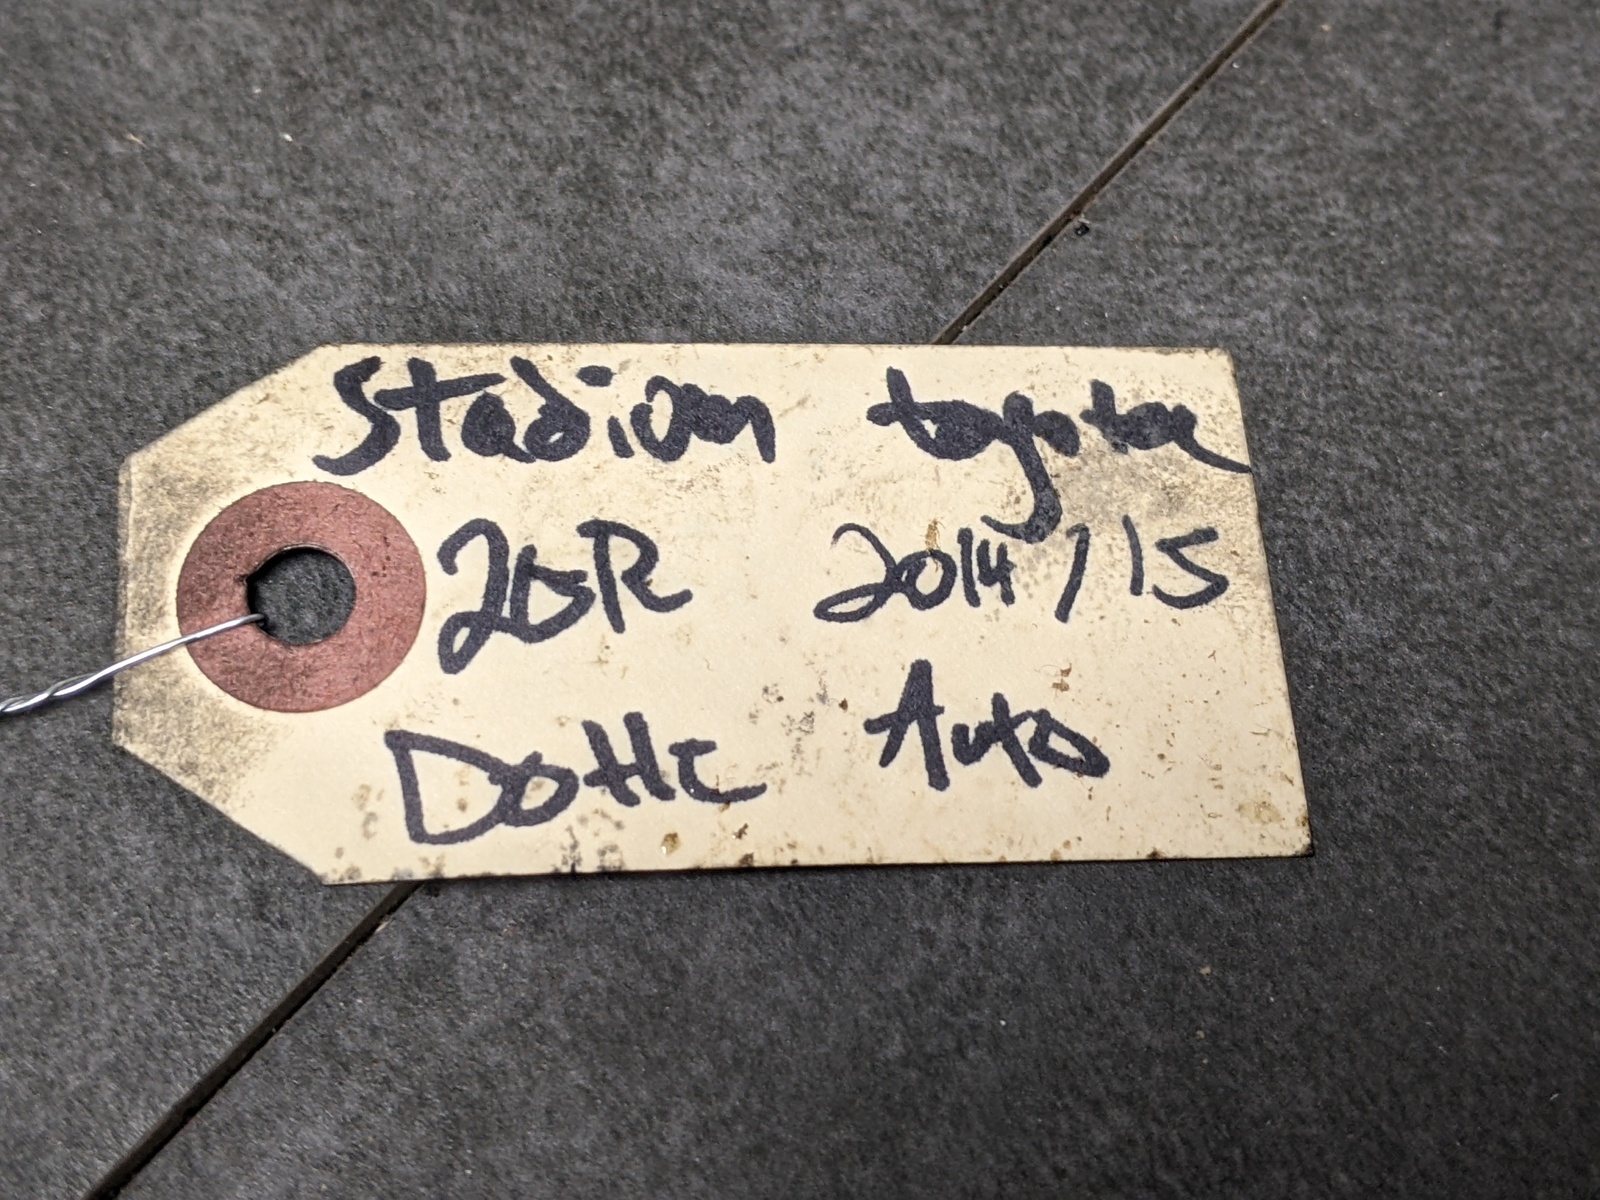 Stadium toyota
20R 2014/15
DOHC Auto